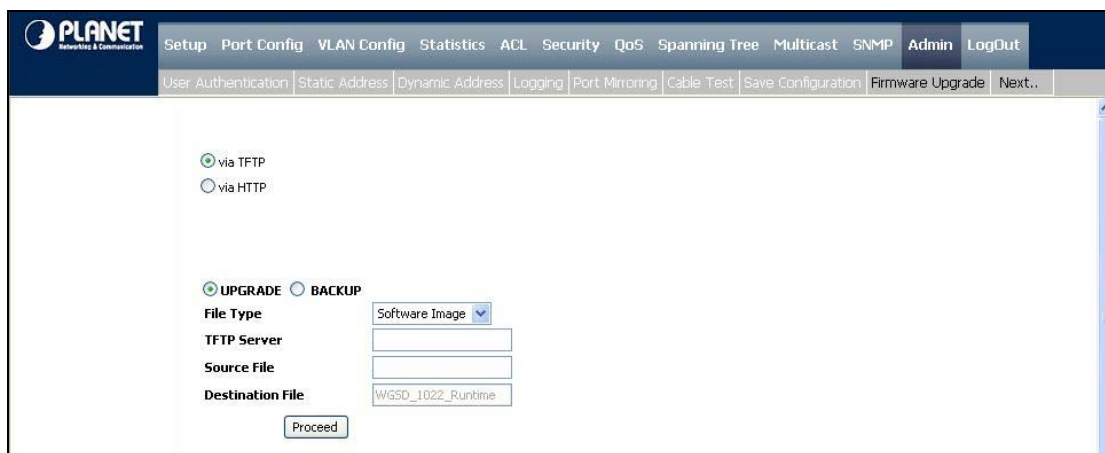 PLANET
Networking & Communication
Setup Port Config VLAN Config Statistics ACL Security QoS Spanning Tree Multicast SNMP Admin LogOut
User Authentication Static Address Dynamic Address Logging Port Mirroring Cable Test Save Configuration Firmware Upgrade Next..
via TFTP
via HTTP
UPGRADE BACKUP
File Type Software Image
TFTP Server
Source File
Destination File WGSD_1022_Runtime
Proceed